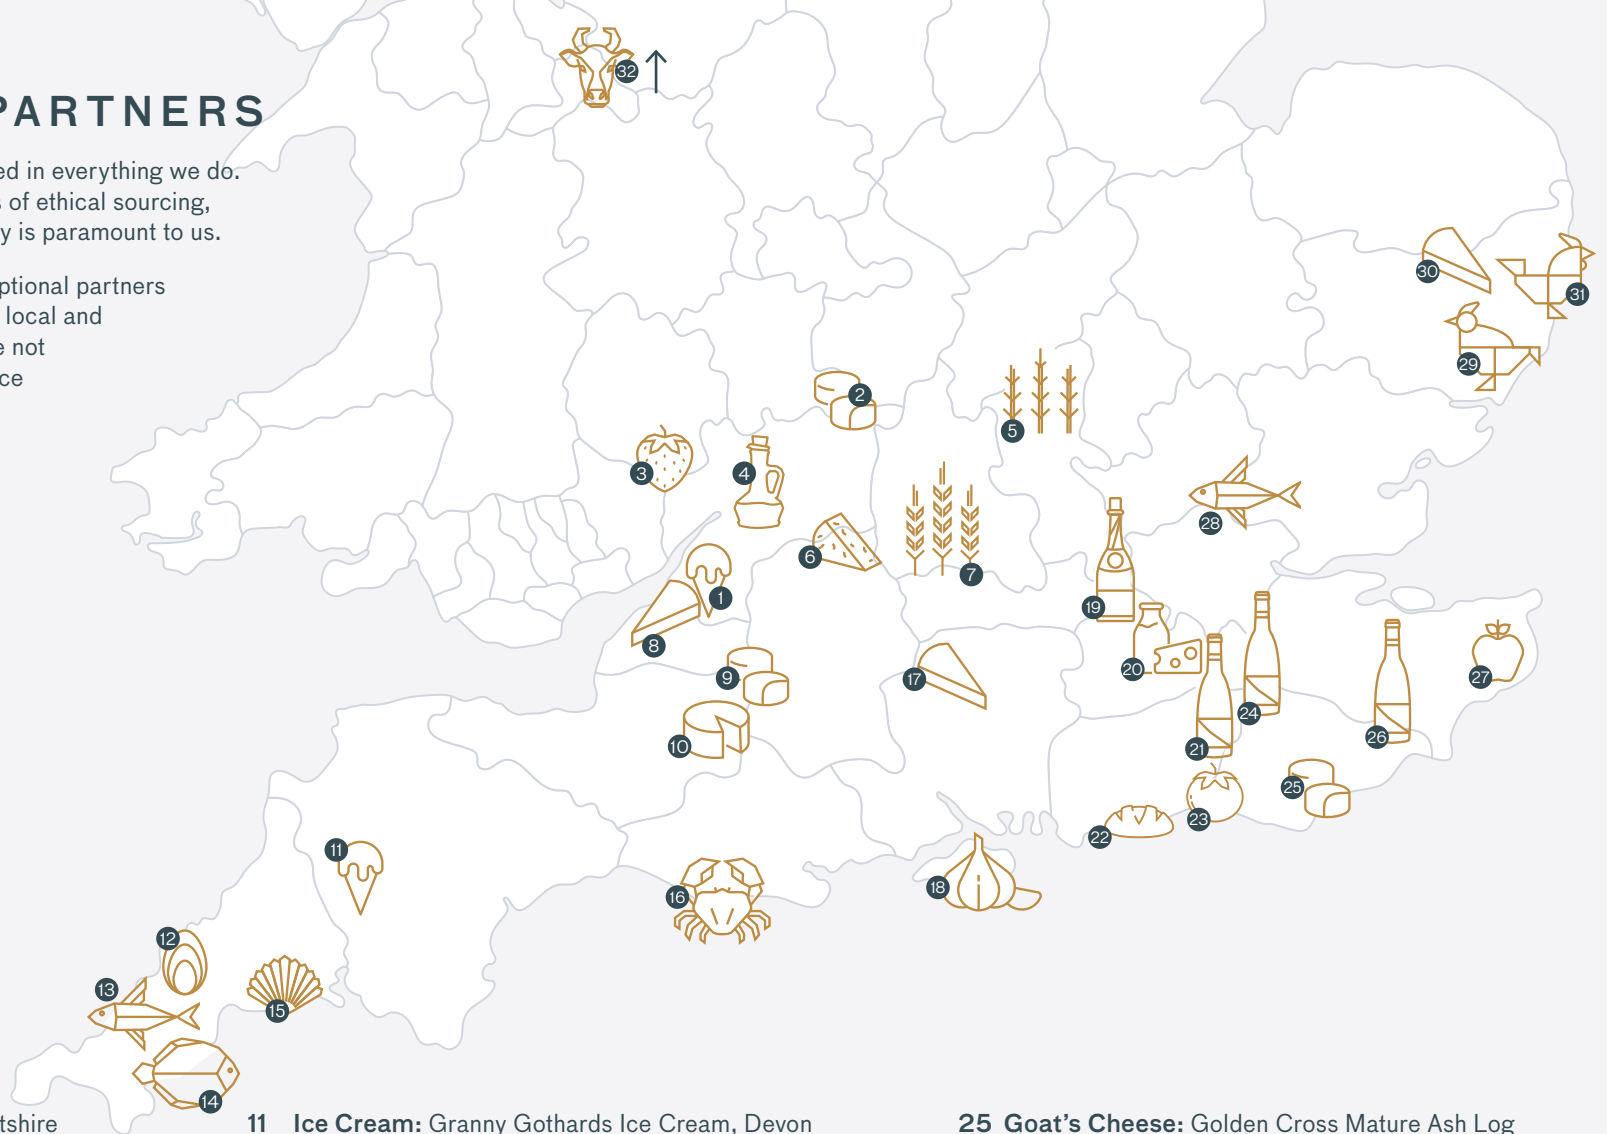 PARTNERS
ed in everything we do.
s of ethical sourcing,
y is paramount to us.
ptional partners
local and
e not
ce
32
30
31
29
2
5
3
4
28
6
7
1
19
8
20
9
17
27
24
10
21
26
25
23
22
11
18
16
12
13
15
14
tshire
11 Ice Cream: Granny Gothards Ice Cream, Devon
25 Goat's Cheese: Golden Cross Mature Ash Log